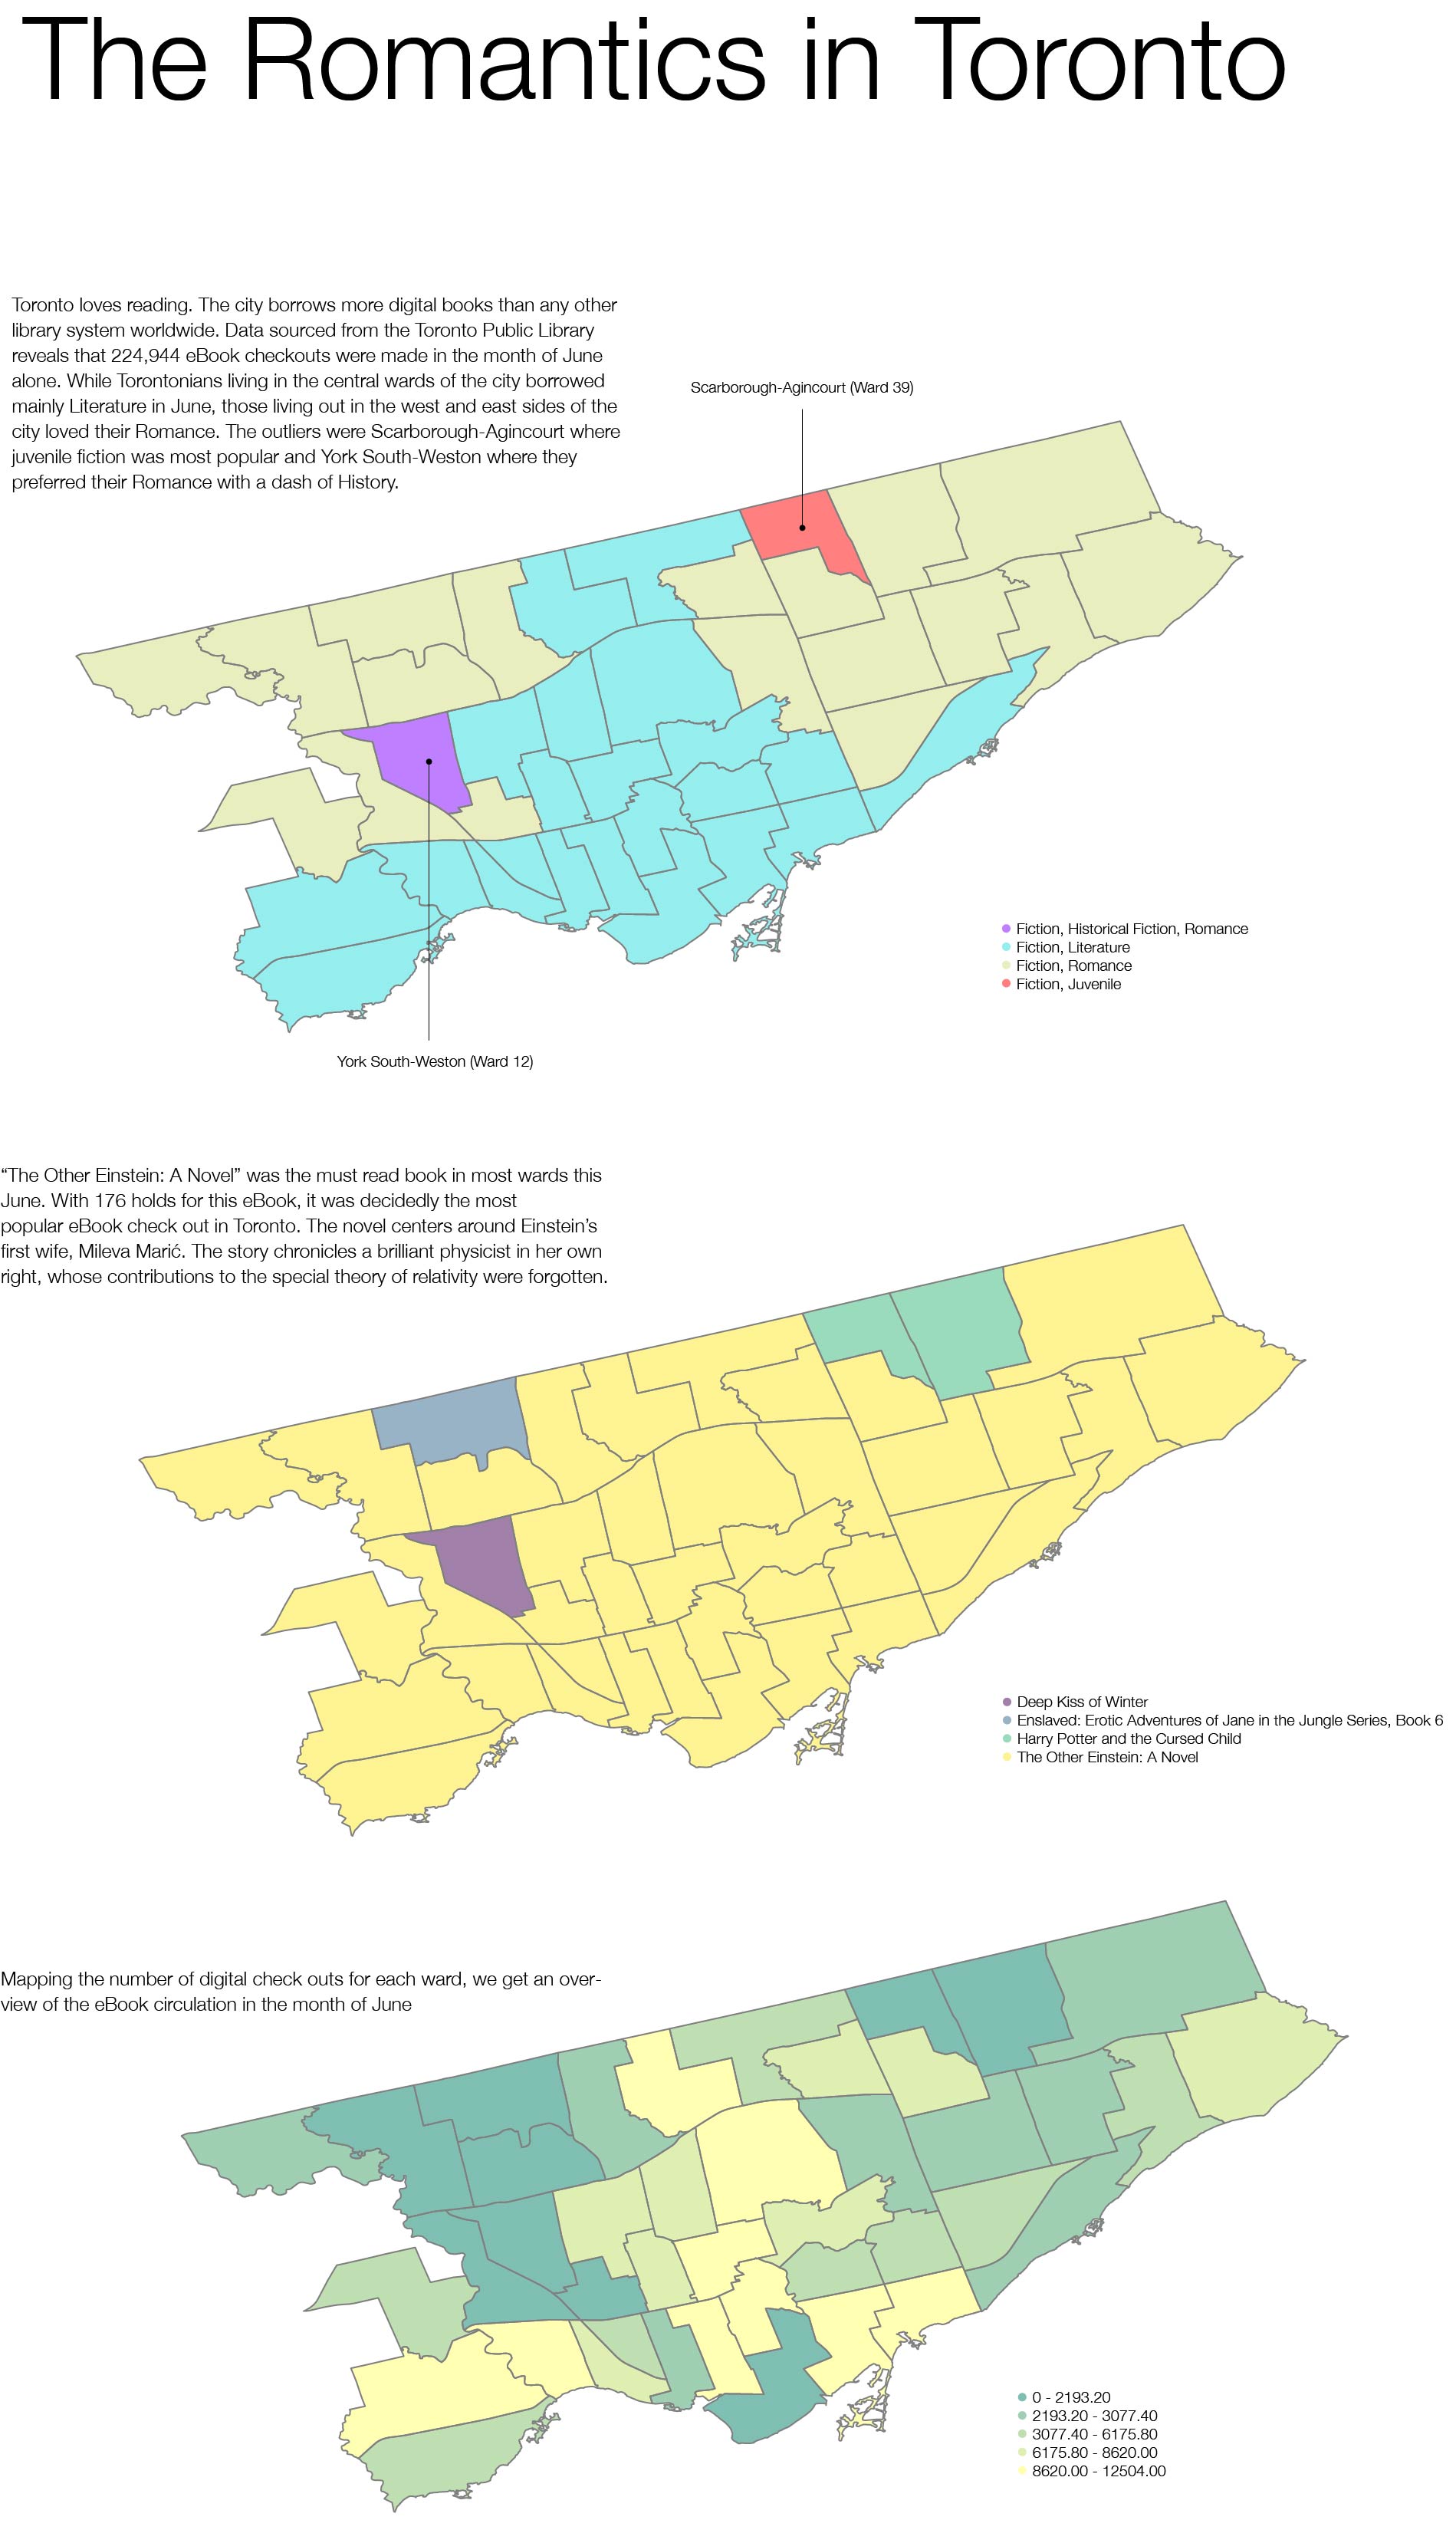 The Romantics in Toronto
Toronto loves reading. The city borrows more digital books than any other
library system worldwide. Data sourced from the Toronto Public Library
reveals that 224,944 eBook checkouts were made in the month of June
alone. While Torontonians living in the central wards of the city borrowed
mainly Literature in June, those living out in the west and east sides of the
city loved their Romance. The outliers were Scarborough-Agincourt where
juvenile fiction was most popular and York South-Weston where they
preferred their Romance with a dash of History.
Scarborough-Agincourt (Ward 39)
Fiction, Historical Fiction, Romance
Fiction, Literature
Fiction, Romance
Fiction, Juvenile
York South-Weston (Ward 12)
“The Other Einstein: A Novel” was the must read book in most wards this
June. With 176 holds for this eBook, it was decidedly the most
popular eBook check out in Toronto. The novel centers around Einstein’s
first wife, Mileva Marić. The story chronicles a brilliant physicist in her own
right, whose contributions to the special theory of relativity were forgotten.
Deep Kiss of Winter
Enslaved: Erotic Adventures of Jane in the Jungle Series, Book 6
Harry Potter and the Cursed Child
The Other Einstein: A Novel
Mapping the number of digital check outs for each ward, we get an over-
view of the eBook circulation in the month of June
0 - 2193.20
2193.20 - 3077.40
3077.40 - 6175.80
6175.80 - 8620.00
8620.00 - 12504.00